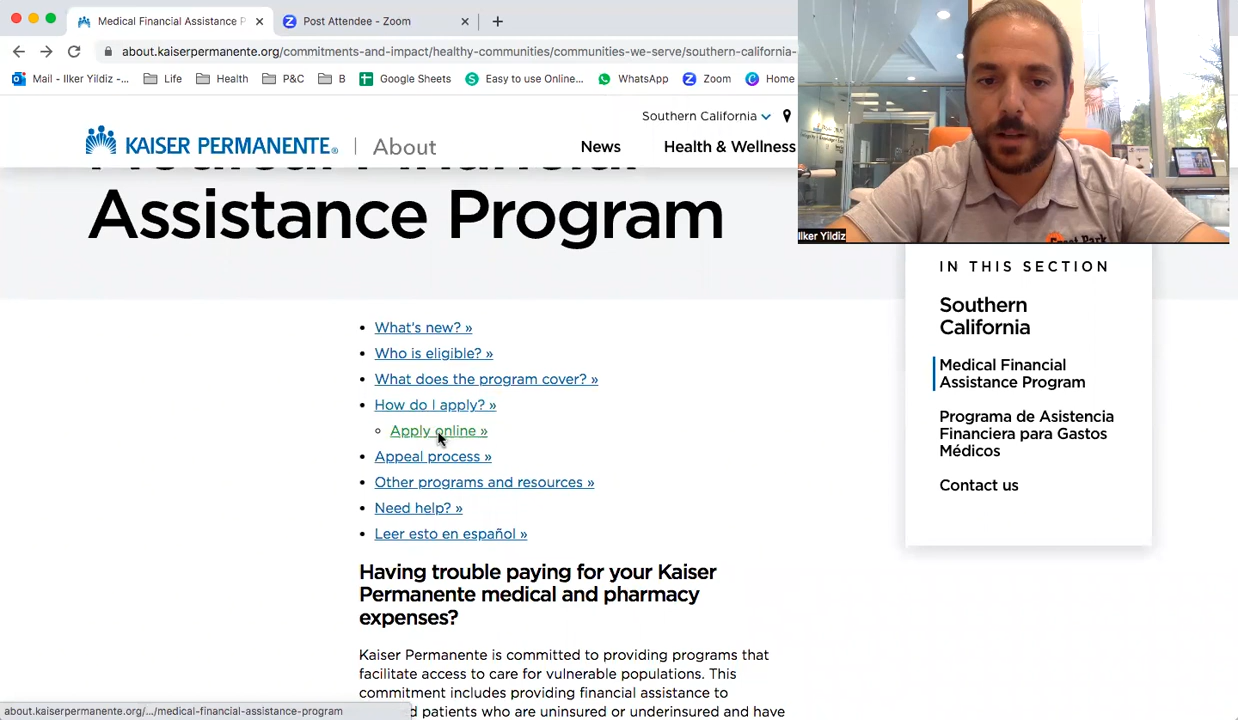 Medical Financial Assistance P
Post Attendee - Zoom
about.kaiserpermanente.org/commitments-and-impact/healthy-communities/communities-we-serve/southern-california-
Mail - Ilker Yildiz -...
Life
Health
P&C
B
Google Sheets
Easy to use Online...
WhatsApp
Zoom
Home
Southern California
KAISER PERMANENTE®
About
News
Health & Wellness
Ilker Yildiz
Medical Financial
Assistance Program
What's new? »
Who is eligible? »
What does the program cover? »
How do I apply? »
Apply online »
Appeal process »
Other programs and resources »
Need help? »
Leer esto en español »
Having trouble paying for your Kaiser
Permanente medical and pharmacy
expenses?
Kaiser Permanente is committed to providing programs that
facilitate access to care for vulnerable populations. This
commitment includes providing financial assistance to
d patients who are uninsured or underinsured and have
IN THIS SECTION
Southern
California
Medical Financial
Assistance Program
Programa de Asistencia
Financiera para Gastos
Médicos
Contact us
about.kaiserpermanente.org/.../medical-financial-assistance-program